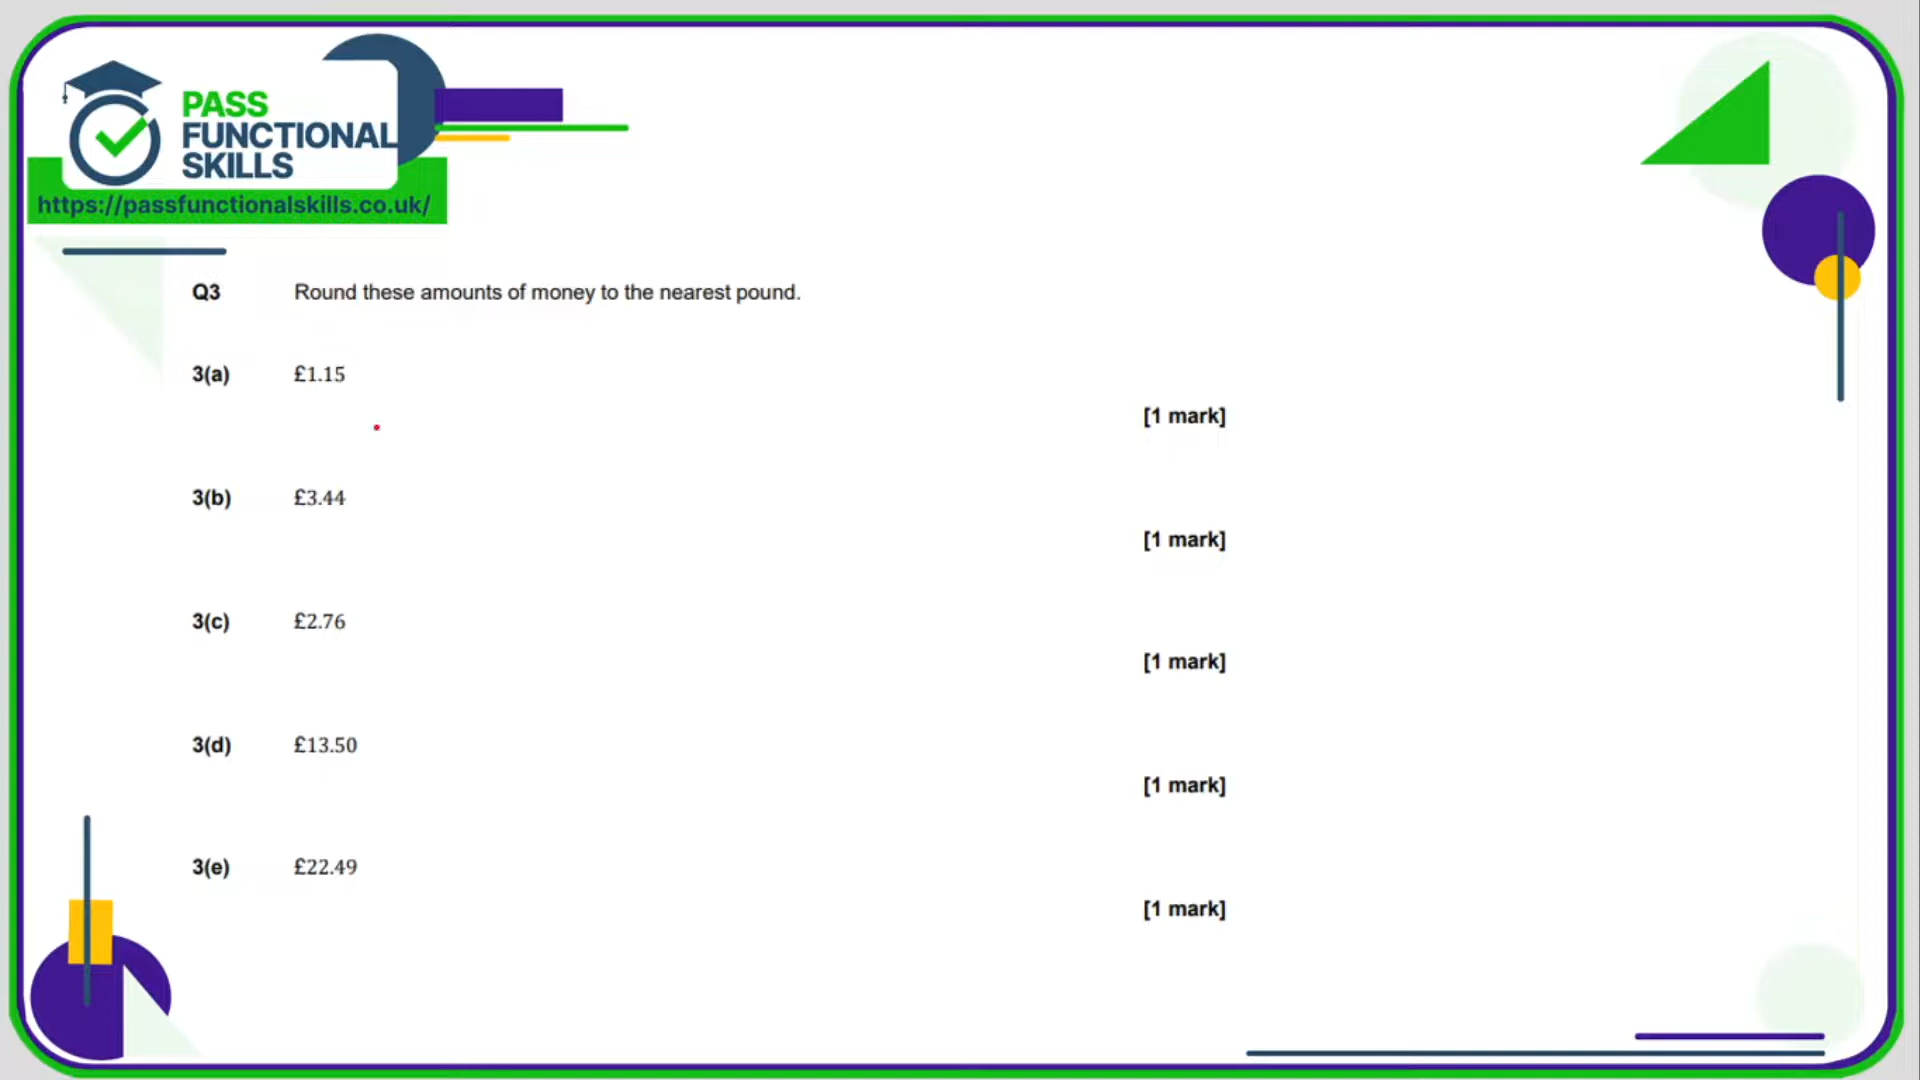 PASS
FUNCTIONAL
SKILLS
https://passfunctionalskills.co.uk/
Q3 Round these amounts of money to the nearest pound.
3(a) £1.15
[1 mark]
3(b) £3.44
[1 mark]
3(c) £2.76
[1 mark]
3(d) £13.50
[1 mark]
3(e) £22.49
[1 mark]